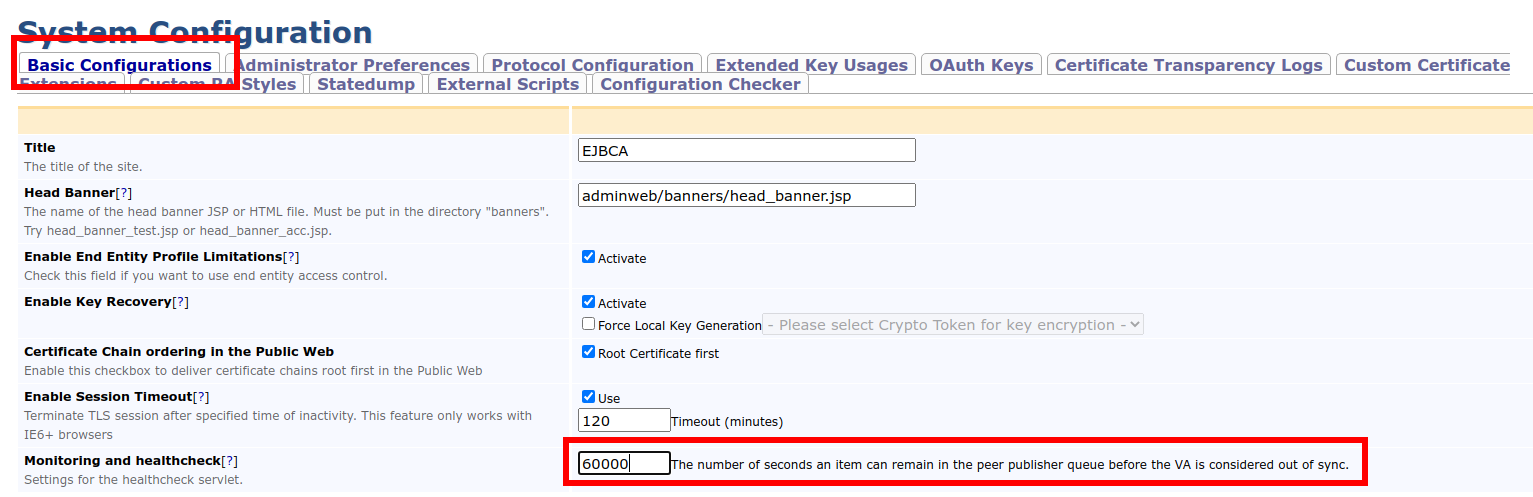 System Configuration
Basic Configurations Administrator Preferences Protocol Configuration Extended Key Usages OAuth Keys Certificate Transparency Logs Custom Certificate
Extensions Custom RA Styles Statedump External Scripts Configuration Checker
Title
The title of the site.
EJBCA
Head Banner[?]
The name of the head banner JSP or HTML file. Must be put in the directory "banners".
Try head_banner_test.jsp or head_banner_acc.jsp.
adminweb/banners/head_banner.jsp
Enable End Entity Profile Limitations[?]
Check this field if you want to use end entity access control.
Activate
Enable Key Recovery[?]
Activate
Force Local Key Generation - Please select Crypto Token for key encryption -
Certificate Chain ordering in the Public Web
Enable this checkbox to deliver certificate chains root first in the Public Web
Root Certificate first
Enable Session Timeout[?]
Terminate TLS session after specified time of inactivity. This feature only works with
IE6+ browsers
Use
120 Timeout (minutes)
Monitoring and healthcheck[?]
Settings for the healthcheck servlet.
60000 The number of seconds an item can remain in the peer publisher queue before the VA is considered out of sync.